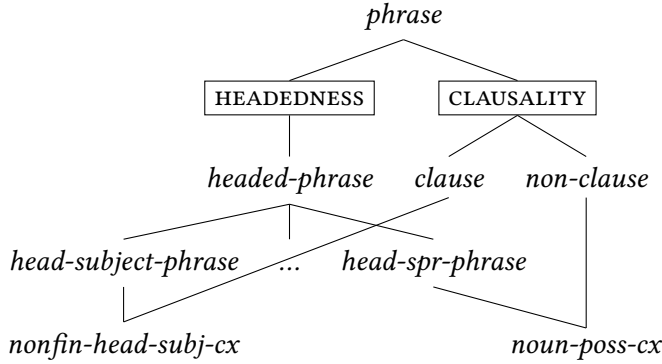 phrase
HEADEDNESS CLAUSALITY
headed-phrase clause non-clause
head-subject-phrase ... head-spr-phrase
nonfin-head-subj-cx noun-poss-cx